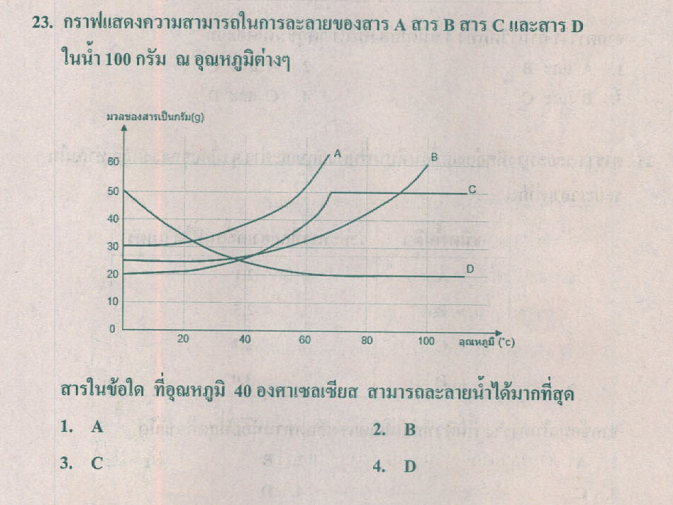 23. กราฟแสดงความสามารถในการละลายของสาร A สาร B สาร C และสาร D
ในน้ำ 100 กรัม ณ อุณหภูมิต่างๆ
มวลของสารเป็นกรัม(g)
A
B
60
50
C
40
30
20
D
10
0
20 40 60 80 100 อุณหภูมิ (°c)
สารในข้อใด ที่อุณหภูมิ 40 องศาเซลเซียส สามารถละลายน้ำได้มากที่สุด
1. A 2. B
3. C 4. D